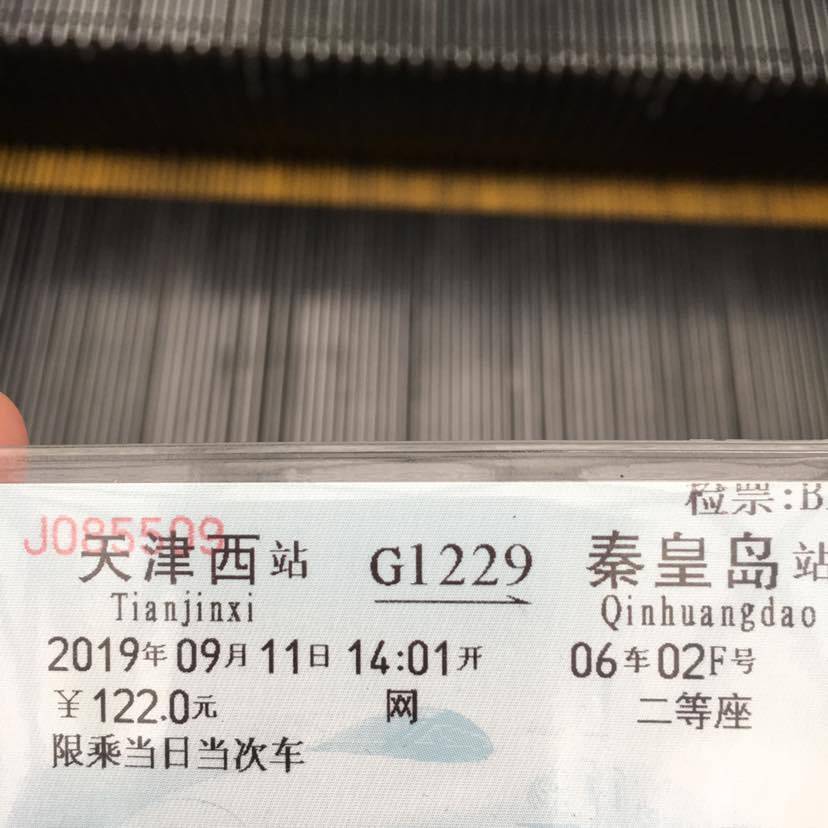 检票:B
J085509
天津西站 G1229 秦皇岛站
Tianjinxi Qinhuangdao
2019年09月11日 14:01开 06车02F号
￥122.0元 网 二等座
限乘当日当次车